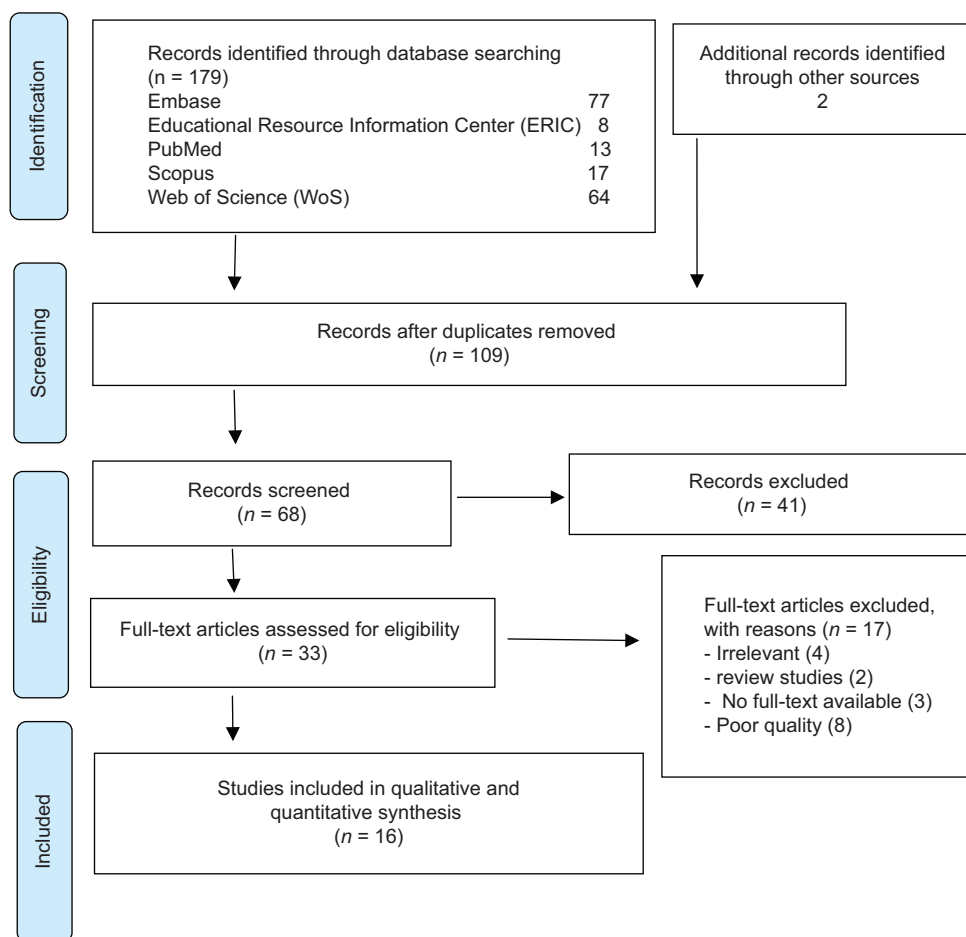 Identification
Records identified through database searching
(n = 179)
Embase 77
Educational Resource Information Center (ERIC) 8
PubMed 13
Scopus 17
Web of Science (WoS) 64
Additional records identified
through other sources
2
Screening
Records after duplicates removed
(n = 109)
Eligibility
Records screened
(n = 68)
Records excluded
(n = 41)
Full-text articles assessed for eligibility
(n = 33)
Full-text articles excluded,
with reasons (n = 17)
- Irrelevant (4)
- review studies (2)
- No full-text available (3)
- Poor quality (8)
Included
Studies included in qualitative and
quantitative synthesis
(n = 16)